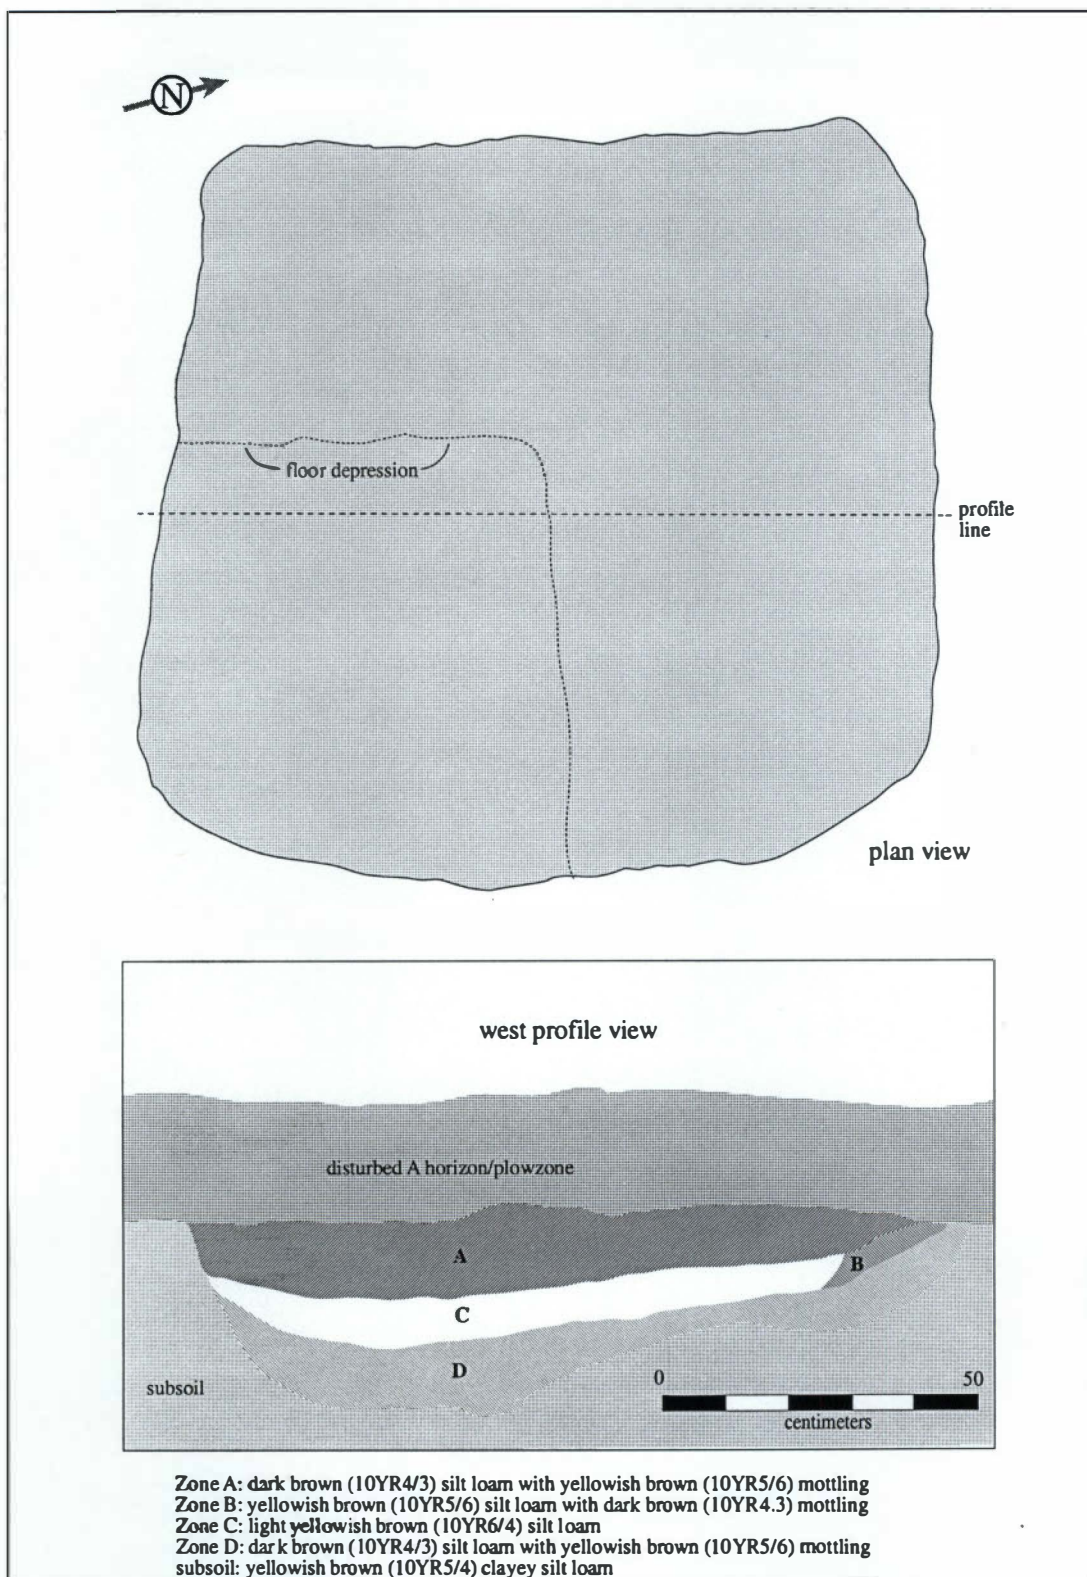 N
floor depression
profile
line
plan view
west profile view
disturbed A horizon/plowzone
A
B
C
D
subsoil
0 50
centimeters
Zone A: dark brown (10YR4/3) silt loam with yellowish brown (10YR5/6) mottling
Zone B: yellowish brown (10YR5/6) silt loam with dark brown (10YR4.3) mottling
Zone C: light yellowish brown (10YR6/4) silt loam
Zone D: dark brown (10YR4/3) silt loam with yellowish brown (10YR5/6) mottling
subsoil: yellowish brown (10YR5/4) clayey silt loam